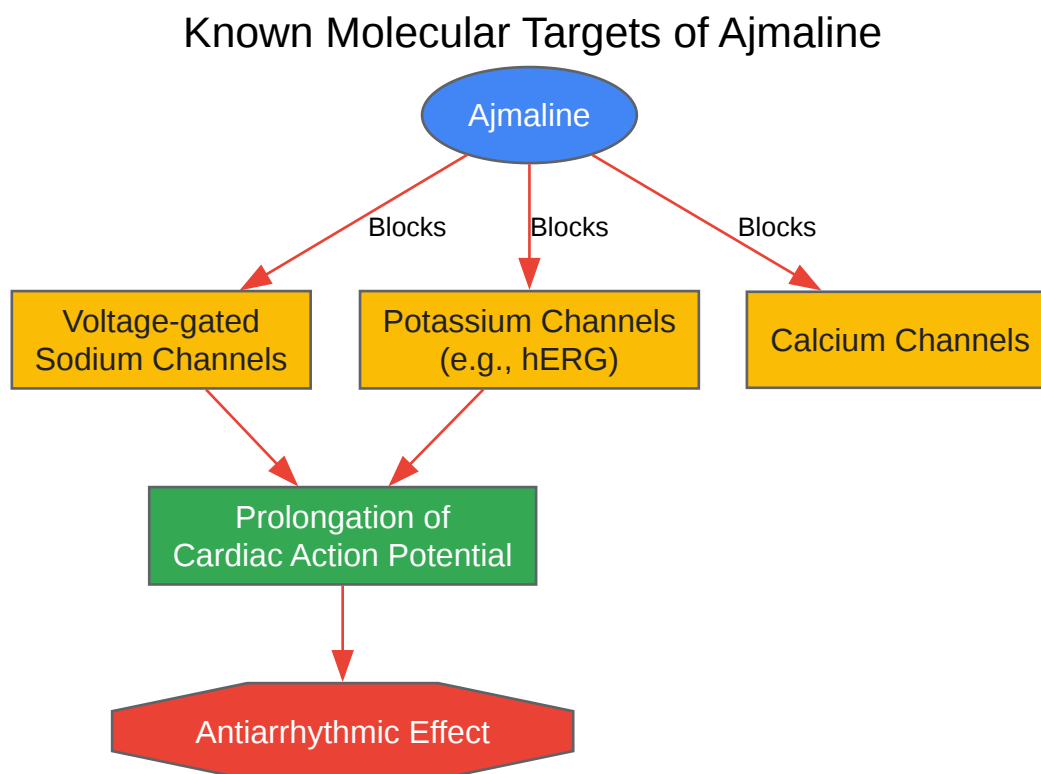 Known Molecular Targets of Ajmaline
Ajmaline
Blocks
Blocks
Blocks
Voltage-gated
Sodium Channels
Potassium Channels
(e.g., hERG)
Calcium Channels
Prolongation of
Cardiac Action Potential
Antiarrhythmic Effect